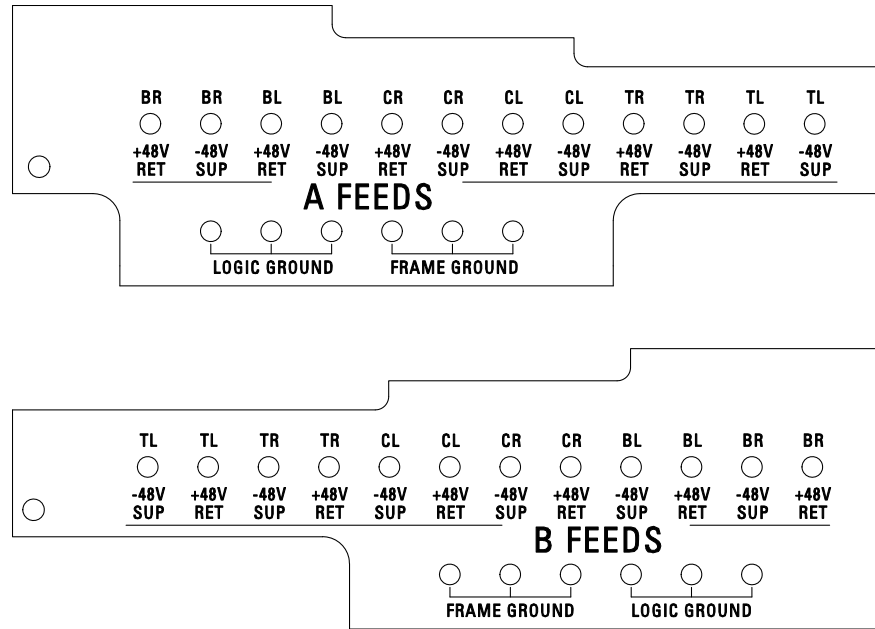 BR BR BL BL CR CR CL CL TR TR TL TL
+48V -48V +48V -48V +48V -48V +48V -48V +48V -48V +48V -48V
RET SUP RET SUP RET SUP RET SUP RET SUP RET SUP
A FEEDS
LOGIC GROUND FRAME GROUND
TL TL TR TR CL CL CR CR BL BL BR BR
-48V +48V -48V +48V -48V +48V -48V +48V -48V +48V -48V +48V
SUP RET SUP RET SUP RET SUP RET SUP RET SUP RET
B FEEDS
FRAME GROUND LOGIC GROUND